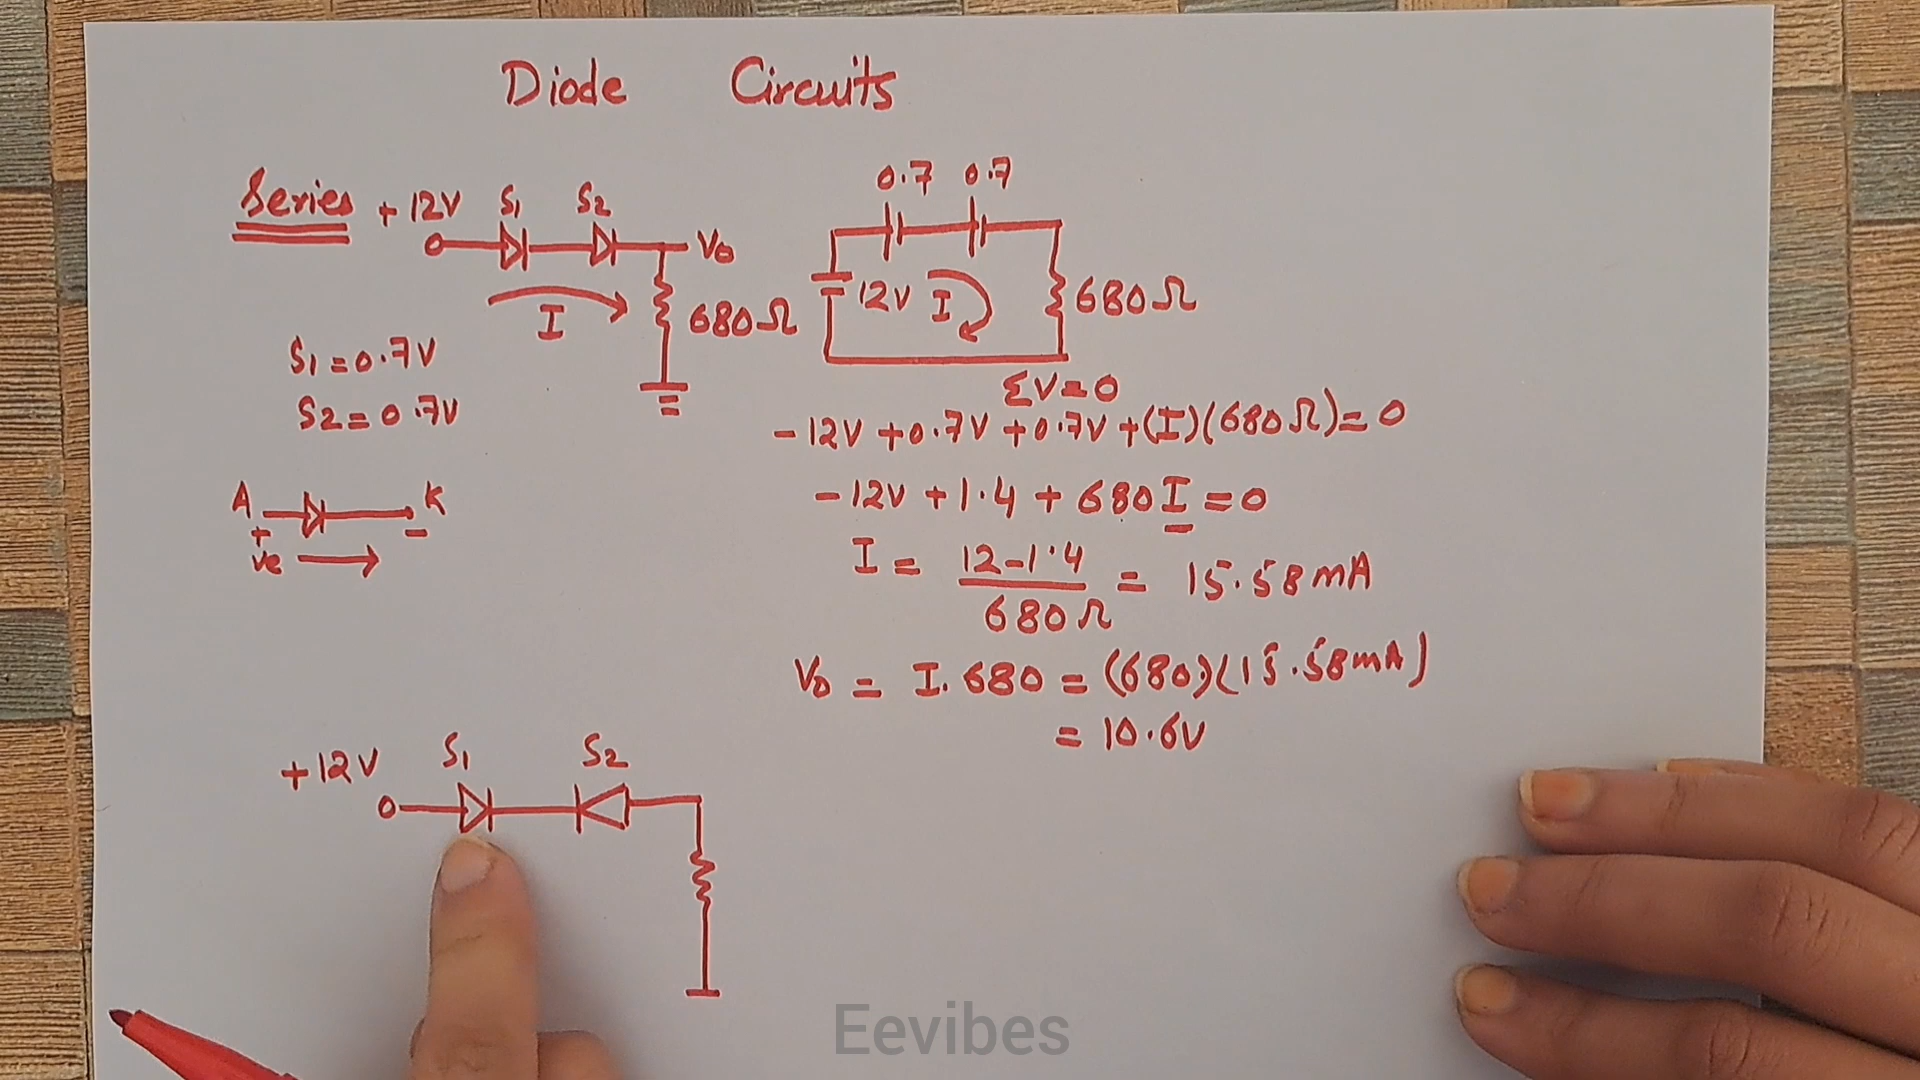 Diode Circuits
Series
+12V S1 S2
V0
I
680Ω
S1=0.7V
S2=0.7V
A K
+ -
ve
0.7 0.7
12V I 680Ω
ΣV=0
-12V+0.7V+0.7V+(I)(680Ω)=0
-12V+1.4+680I=0
I = 12-1.4 / 680Ω = 15.58mA
V0 = I.680 = (680)(15.58mA)
= 10.6V
+12V S1 S2
Eevibes